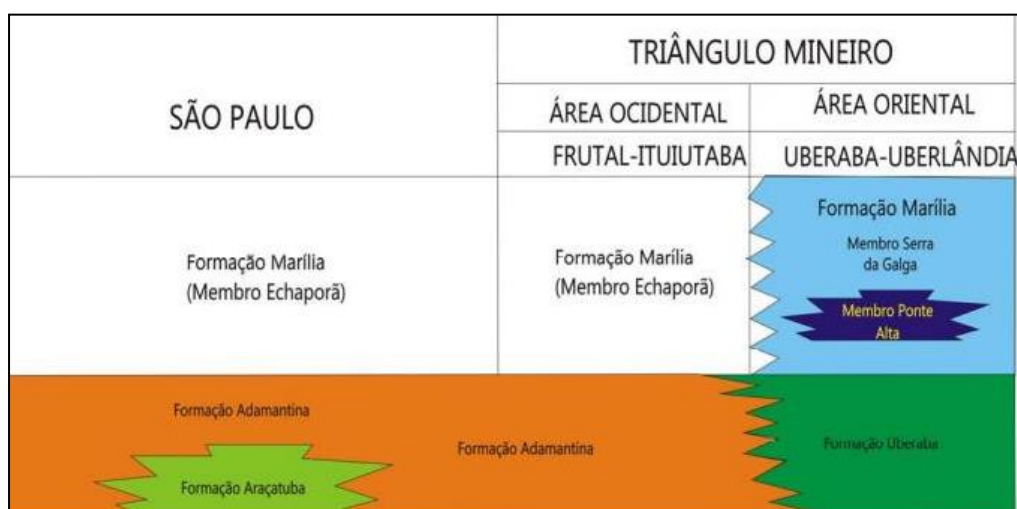 SÃO PAULO
TRIÂNGULO MINEIRO
ÁREA OCIDENTAL
ÁREA ORIENTAL
FRUTAL-ITUIUTABA
UBERABA-UBERLÂNDIA
Formação Marília
(Membro Echaporã)
Formação Marília
(Membro Echaporã)
Formação Marília
Membro Serra
da Galga
Membro Ponte
Alta
Formação Adamantina
Formação Araçatuba
Formação Adamantina
Formação Uberaba